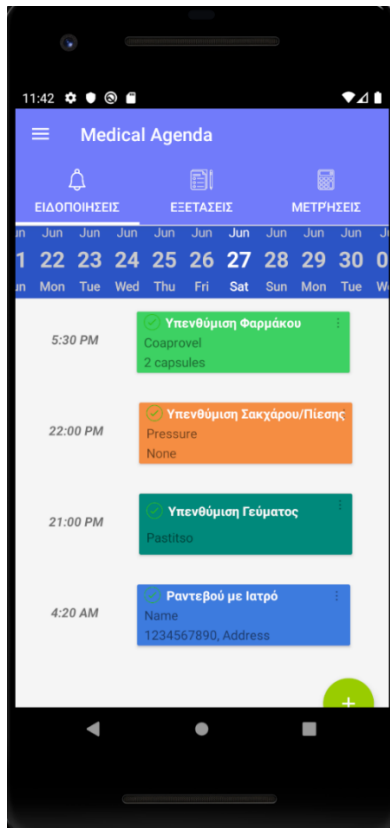 11:42
Medical Agenda
ΕΙΔΟΠΟΙΗΣΕΙΣ ΕΞΕΤΑΣΕΙΣ ΜΕΤΡΉΣΕΙΣ
Jun Jun Jun Jun Jun Jun Jun Jun Jun
22 23 24 25 26 27 28 29 30
Mon Tue Wed Thu Fri Sat Sun Mon Tue
5:30 PM
Υπενθύμιση Φαρμάκου
Coaprovel
2 capsules
22:00 PM
Υπενθύμιση Σακχάρου/Πίεσης
Pressure
None
21:00 PM
Υπενθύμιση Γεύματος
Pastitso
4:20 AM
Ραντεβού με Ιατρό
Name
1234567890, Address
+